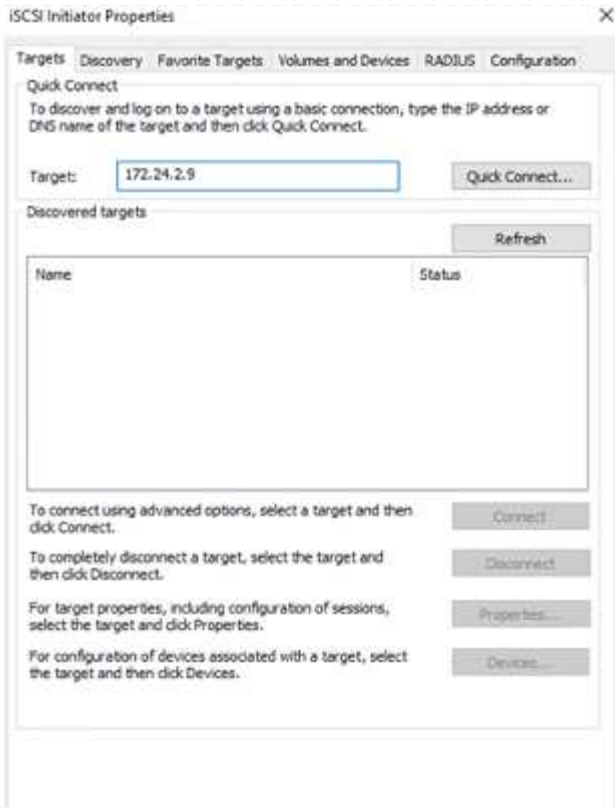 iSCSI Initiator Properties
Targets Discovery Favorite Targets Volumes and Devices RADIUS Configuration
Quick Connect
To discover and log on to a target using a basic connection, type the IP address or
DNS name of the target and then click Quick Connect.
Target: 172.24.2.9 Quick Connect...
Discovered targets
Refresh
Name Status
To connect using advanced options, select a target and then
click Connect.
Connect
To completely disconnect a target, select the target and
then click Disconnect.
Disconnect
For target properties, including configuration of sessions,
select the target and click Properties.
Properties...
For configuration of devices associated with a target, select
the target and then click Devices.
Devices...